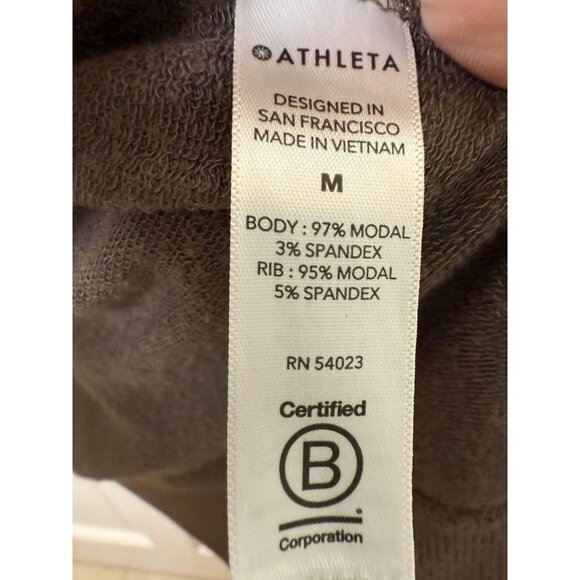 ATHLETA
DESIGNED IN
SAN FRANCISCO
MADE IN VIETNAM
M
BODY : 97% MODAL
3% SPANDEX
RIB : 95% MODAL
5% SPANDEX
RN 54023
Certified
B
Corporation